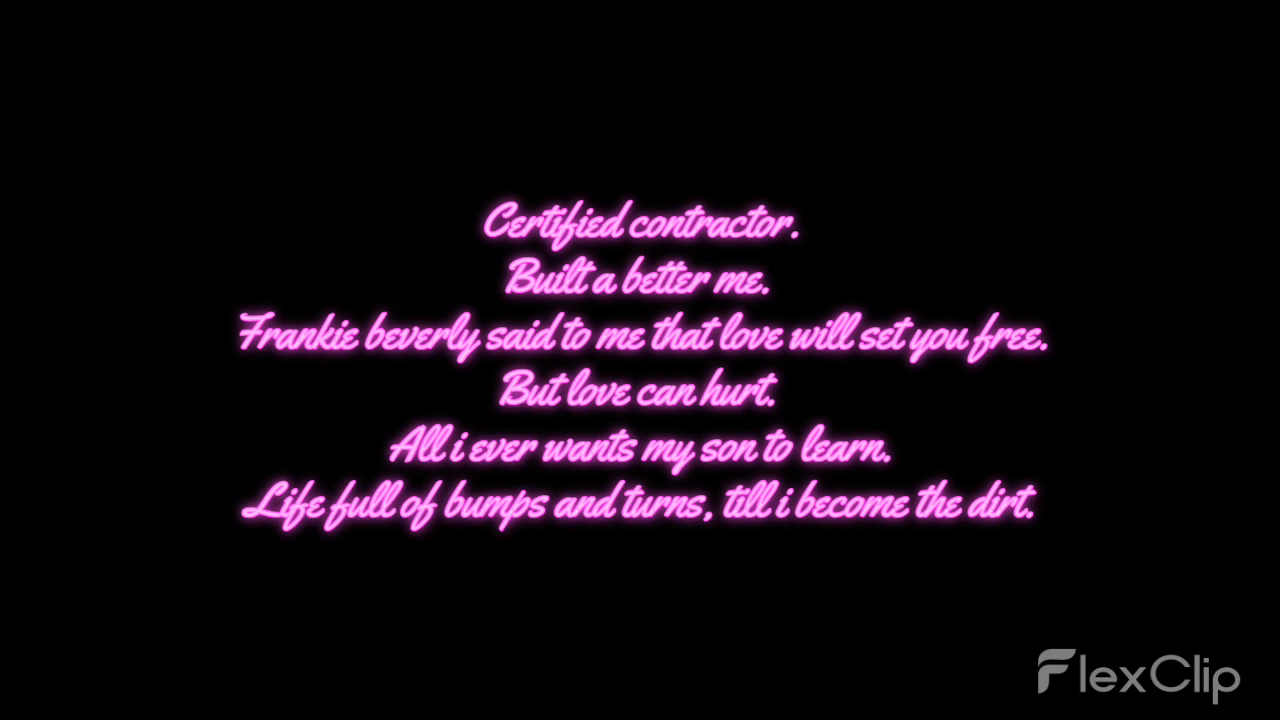 Certified contractor.
Built a better me.
Frankie beverly said to me that love will set you free.
But love can hurt.
All i ever wants my son to learn.
Life full of bumps and turns, till i become the dirt.
FlexClip